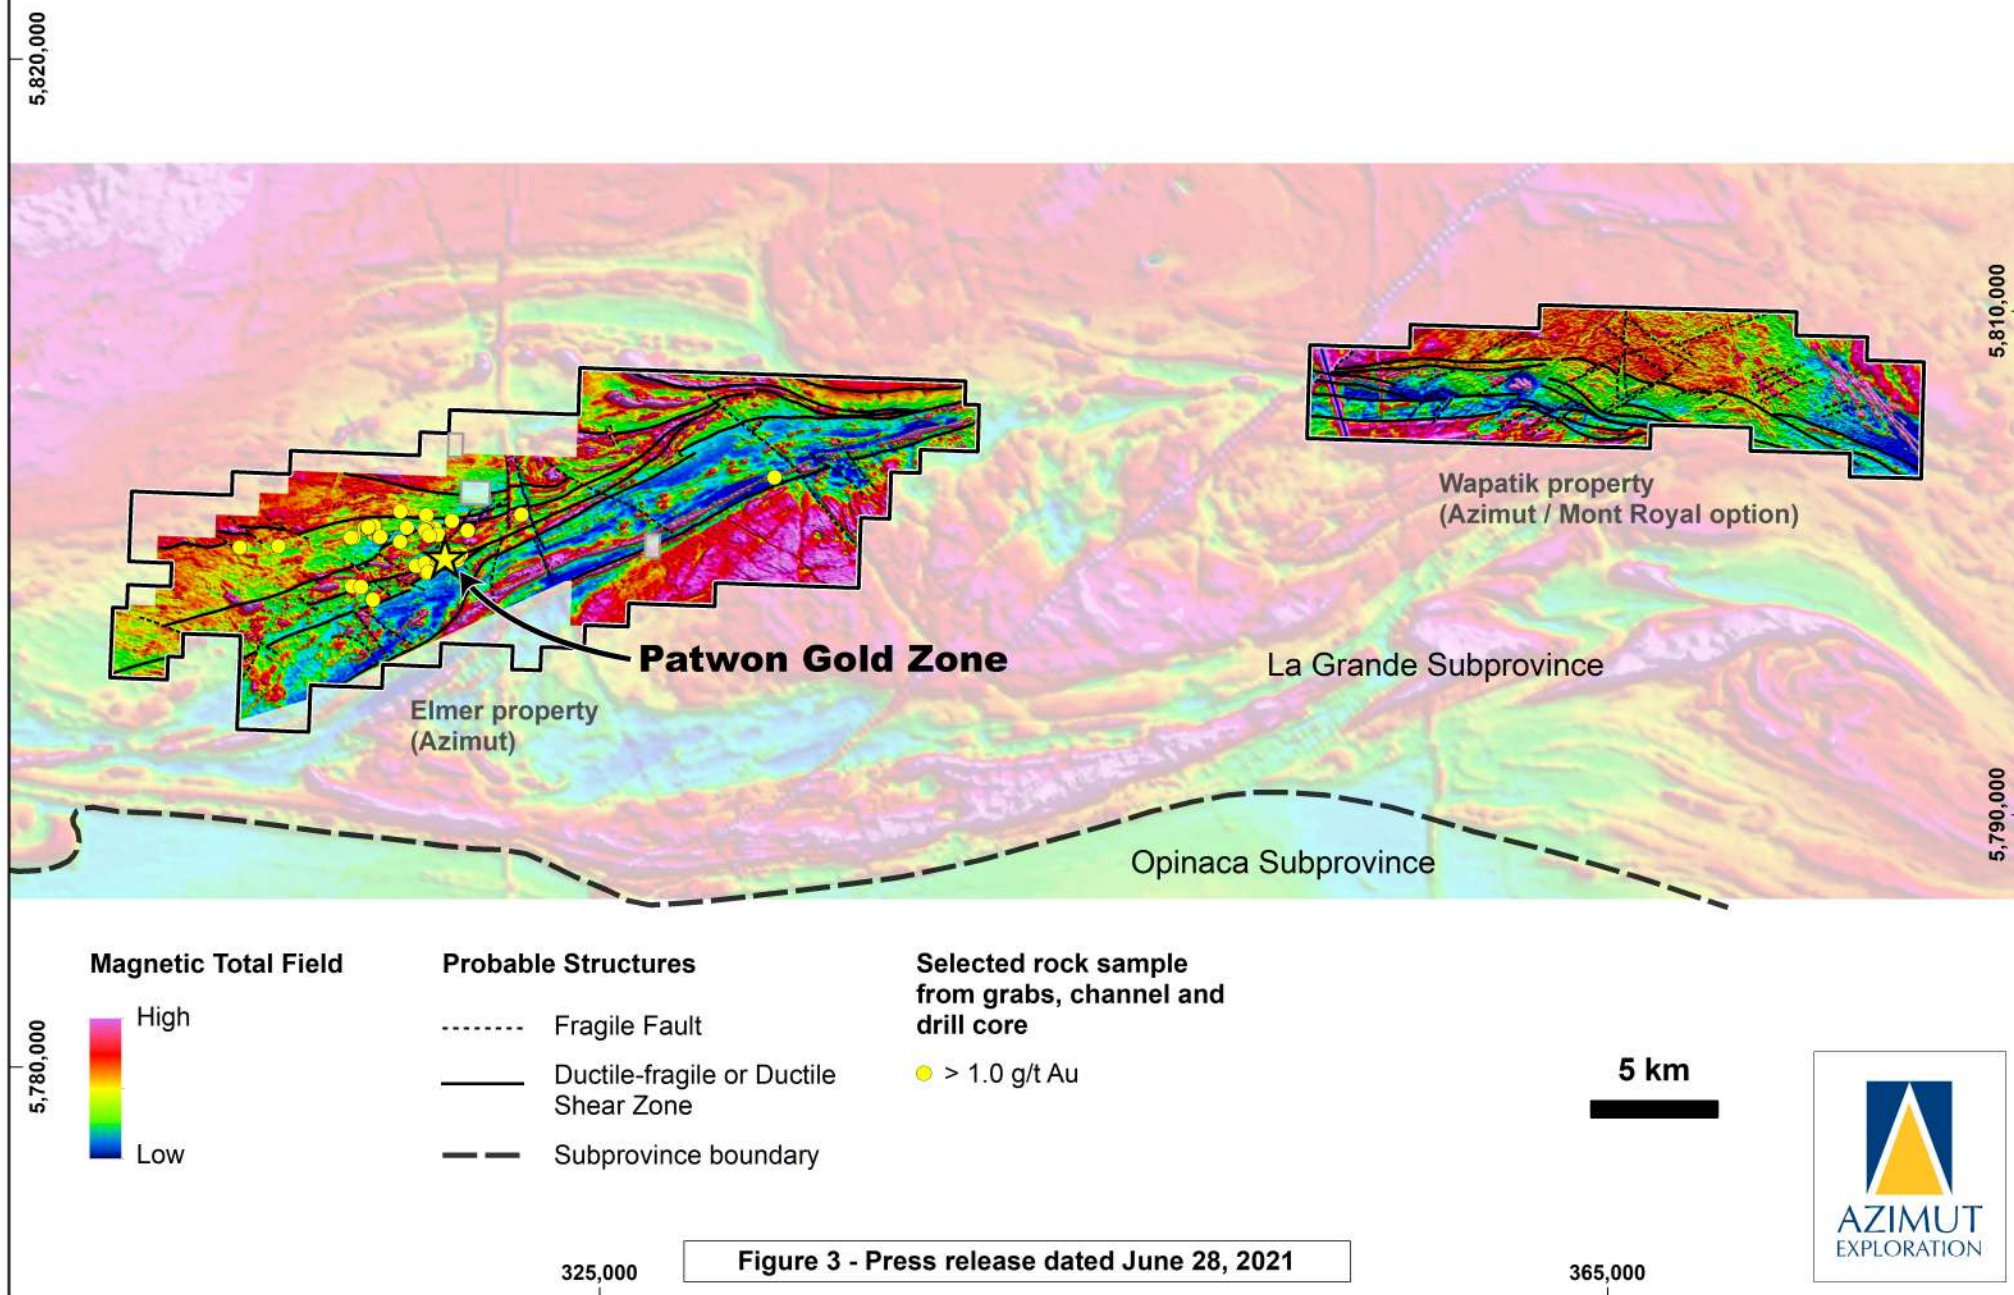 5,820,000
5,810,000
Wapatik property
(Azimut / Mont Royal option)
Patwon Gold Zone
La Grande Subprovince
Elmer property
(Azimut)
5,790,000
Opinaca Subprovince
Magnetic Total Field
High
Low
Probable Structures
Fragile Fault
Ductile-fragile or Ductile
Shear Zone
Subprovince boundary
Selected rock sample
from grabs, channel and
drill core
> 1.0 g/t Au
5,780,000
5 km
AZIMUT
EXPLORATION
Figure 3 - Press release dated June 28, 2021
325,000
365,000